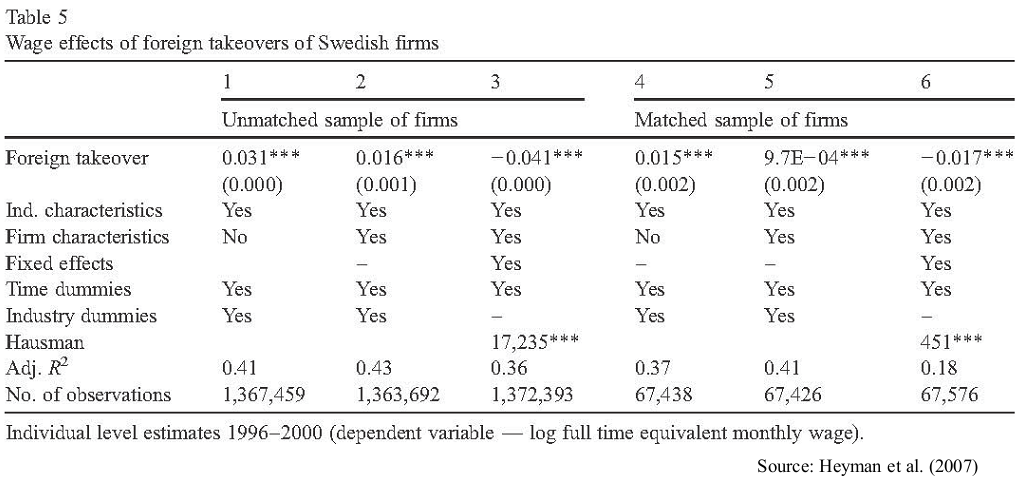 Table 5
Wage effects of foreign takeovers of Swedish firms
1 2 3 4 5 6
Unmatched sample of firms Matched sample of firms
Foreign takeover 0.031*** 0.016*** −0.041*** 0.015*** 9.7E−04*** −0.017***
(0.000) (0.001) (0.000) (0.002) (0.002) (0.002)
Ind. characteristics Yes Yes Yes Yes Yes Yes
Firm characteristics No Yes Yes No Yes Yes
Fixed effects – Yes – – Yes
Time dummies Yes Yes Yes Yes Yes Yes
Industry dummies Yes Yes – Yes Yes –
Hausman 17,235*** 451***
Adj. R² 0.41 0.43 0.36 0.37 0.41 0.18
No. of observations 1,367,459 1,363,692 1,372,393 67,438 67,426 67,576
Individual level estimates 1996–2000 (dependent variable — log full time equivalent monthly wage).
Source: Heyman et al. (2007)